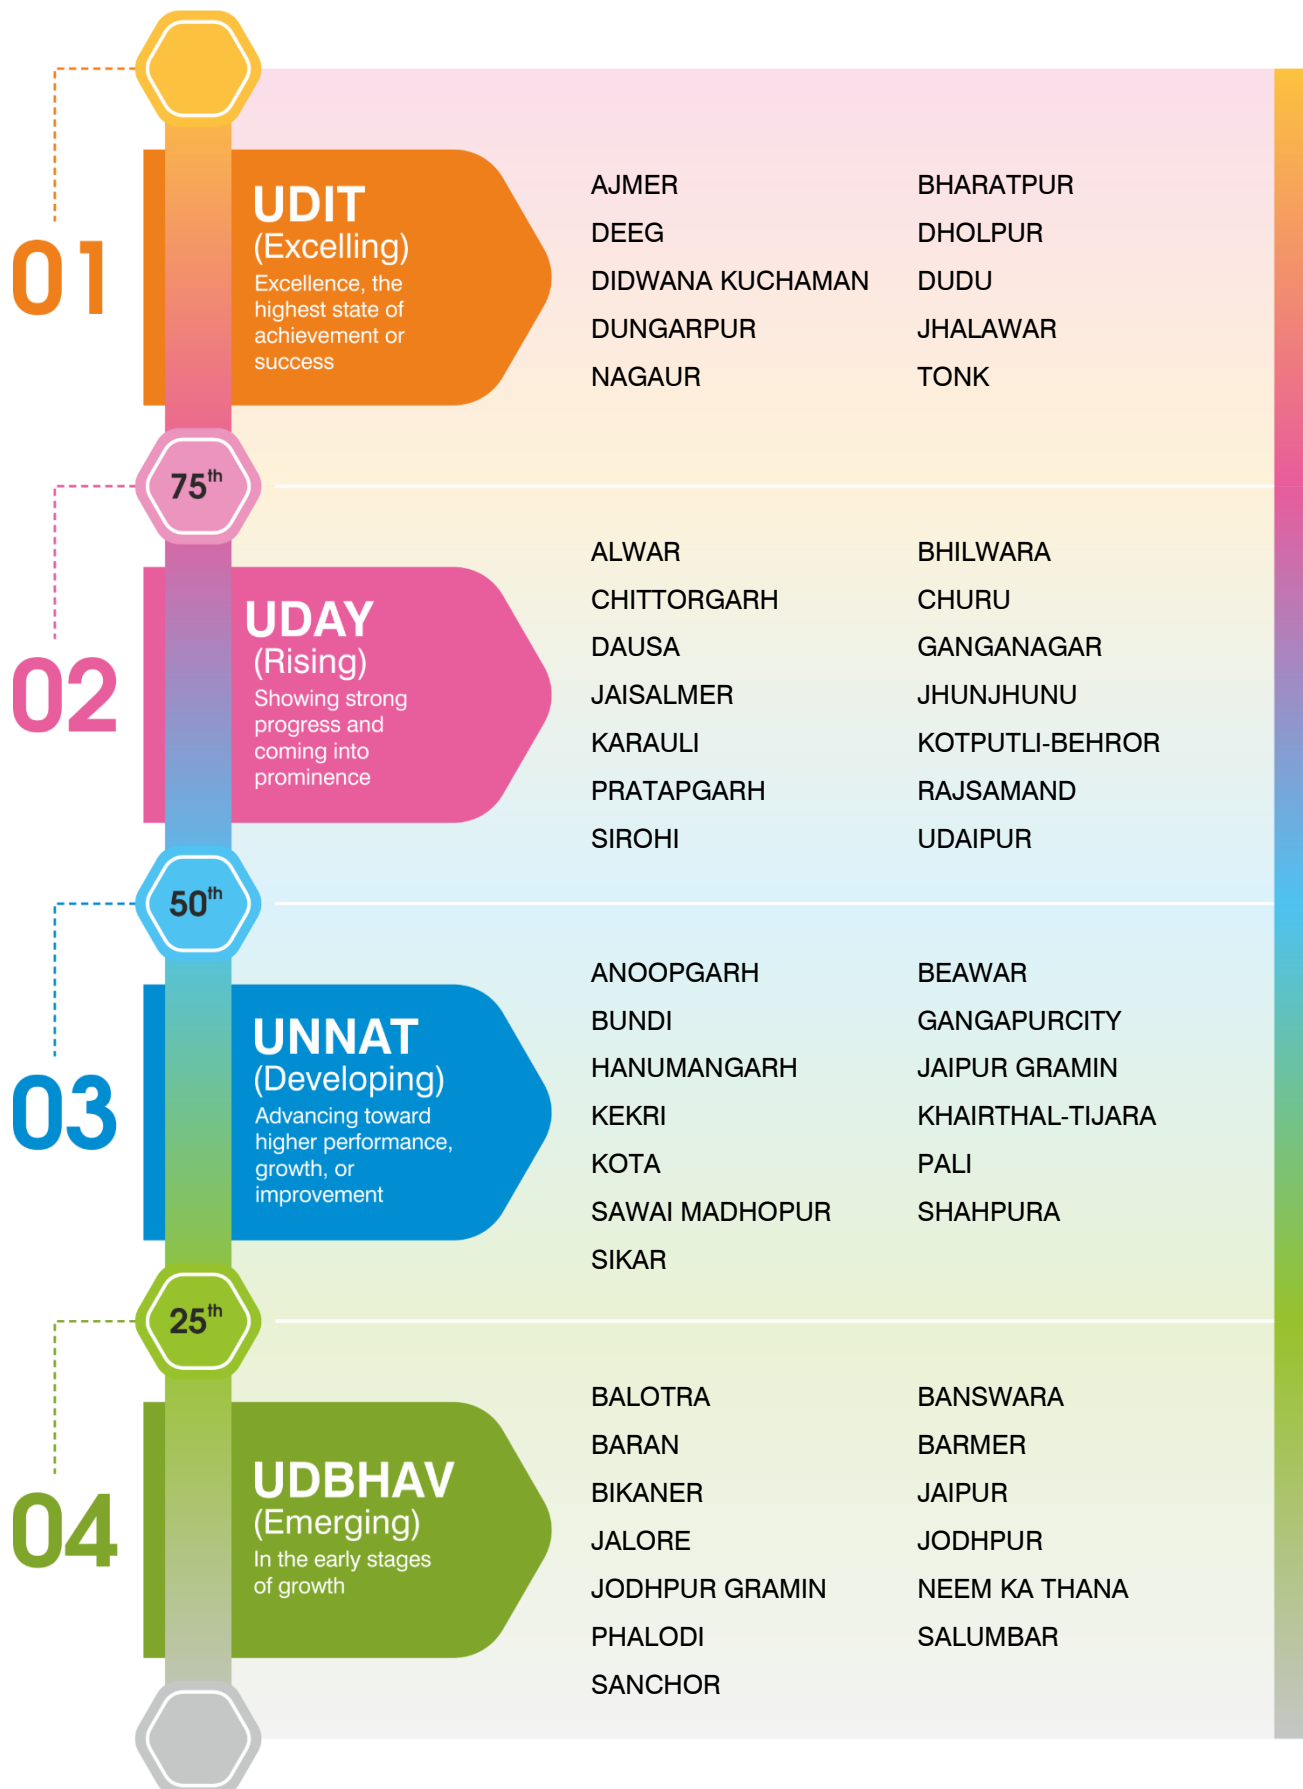 01
UDIT
(Excelling)
Excellence, the
highest state of
achievement or
success
AJMER BHARATPUR
DEEG DHOLPUR
DIDWANA KUCHAMAN DUDU
DUNGARPUR JHALAWAR
NAGAUR TONK
75th
02
UDAY
(Rising)
Showing strong
progress and
coming into
prominence
ALWAR BHILWARA
CHITTORGARH CHURU
DAUSA GANGANAGAR
JAISALMER JHUNJHUNU
KARAULI KOTPUTLI-BEHROR
PRATAPGARH RAJSAMAND
SIROHI UDAIPUR
50th
03
UNNAT
(Developing)
Advancing toward
higher performance,
growth, or
improvement
ANOOPGARH BEAWAR
BUNDI GANGAPURCITY
HANUMANGARH JAIPUR GRAMIN
KEKRI KHAIRTHAL-TIJARA
KOTA PALI
SAWAI MADHOPUR SHAHPURA
SIKAR
25th
04
UDBHAV
(Emerging)
In the early stages
of growth
BALOTRA BANSWARA
BARAN BARMER
BIKANER JAIPUR
JALORE JODHPUR
JODHPUR GRAMIN NEEM KA THANA
PHALODI SALUMBAR
SANCHOR